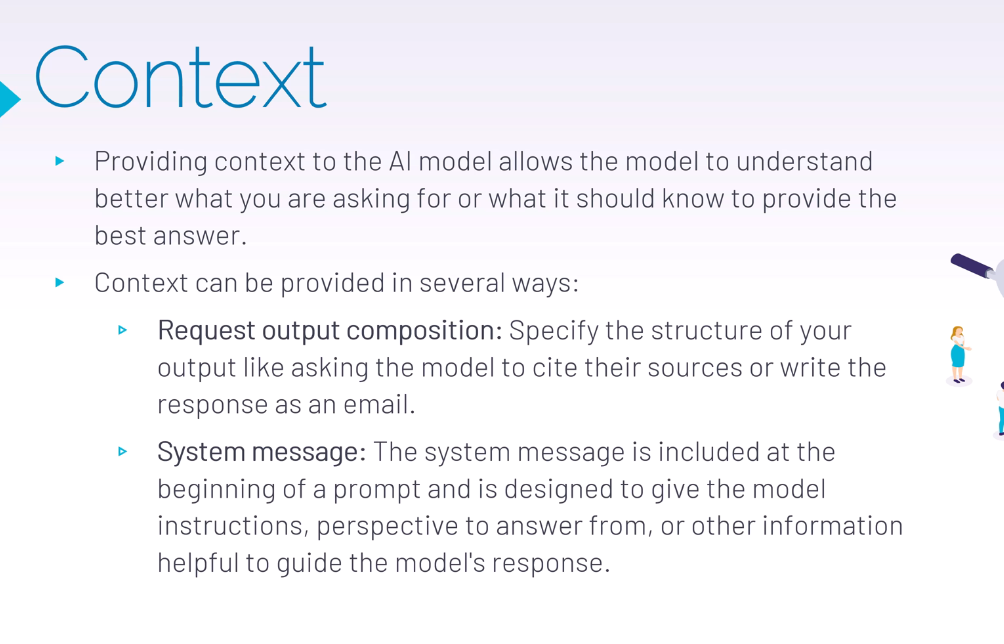 Context
Providing context to the AI model allows the model to understand
better what you are asking for or what it should know to provide the
best answer.
Context can be provided in several ways:
Request output composition: Specify the structure of your
output like asking the model to cite their sources or write the
response as an email.
System message: The system message is included at the
beginning of a prompt and is designed to give the model
instructions, perspective to answer from, or other information
helpful to guide the model's response.